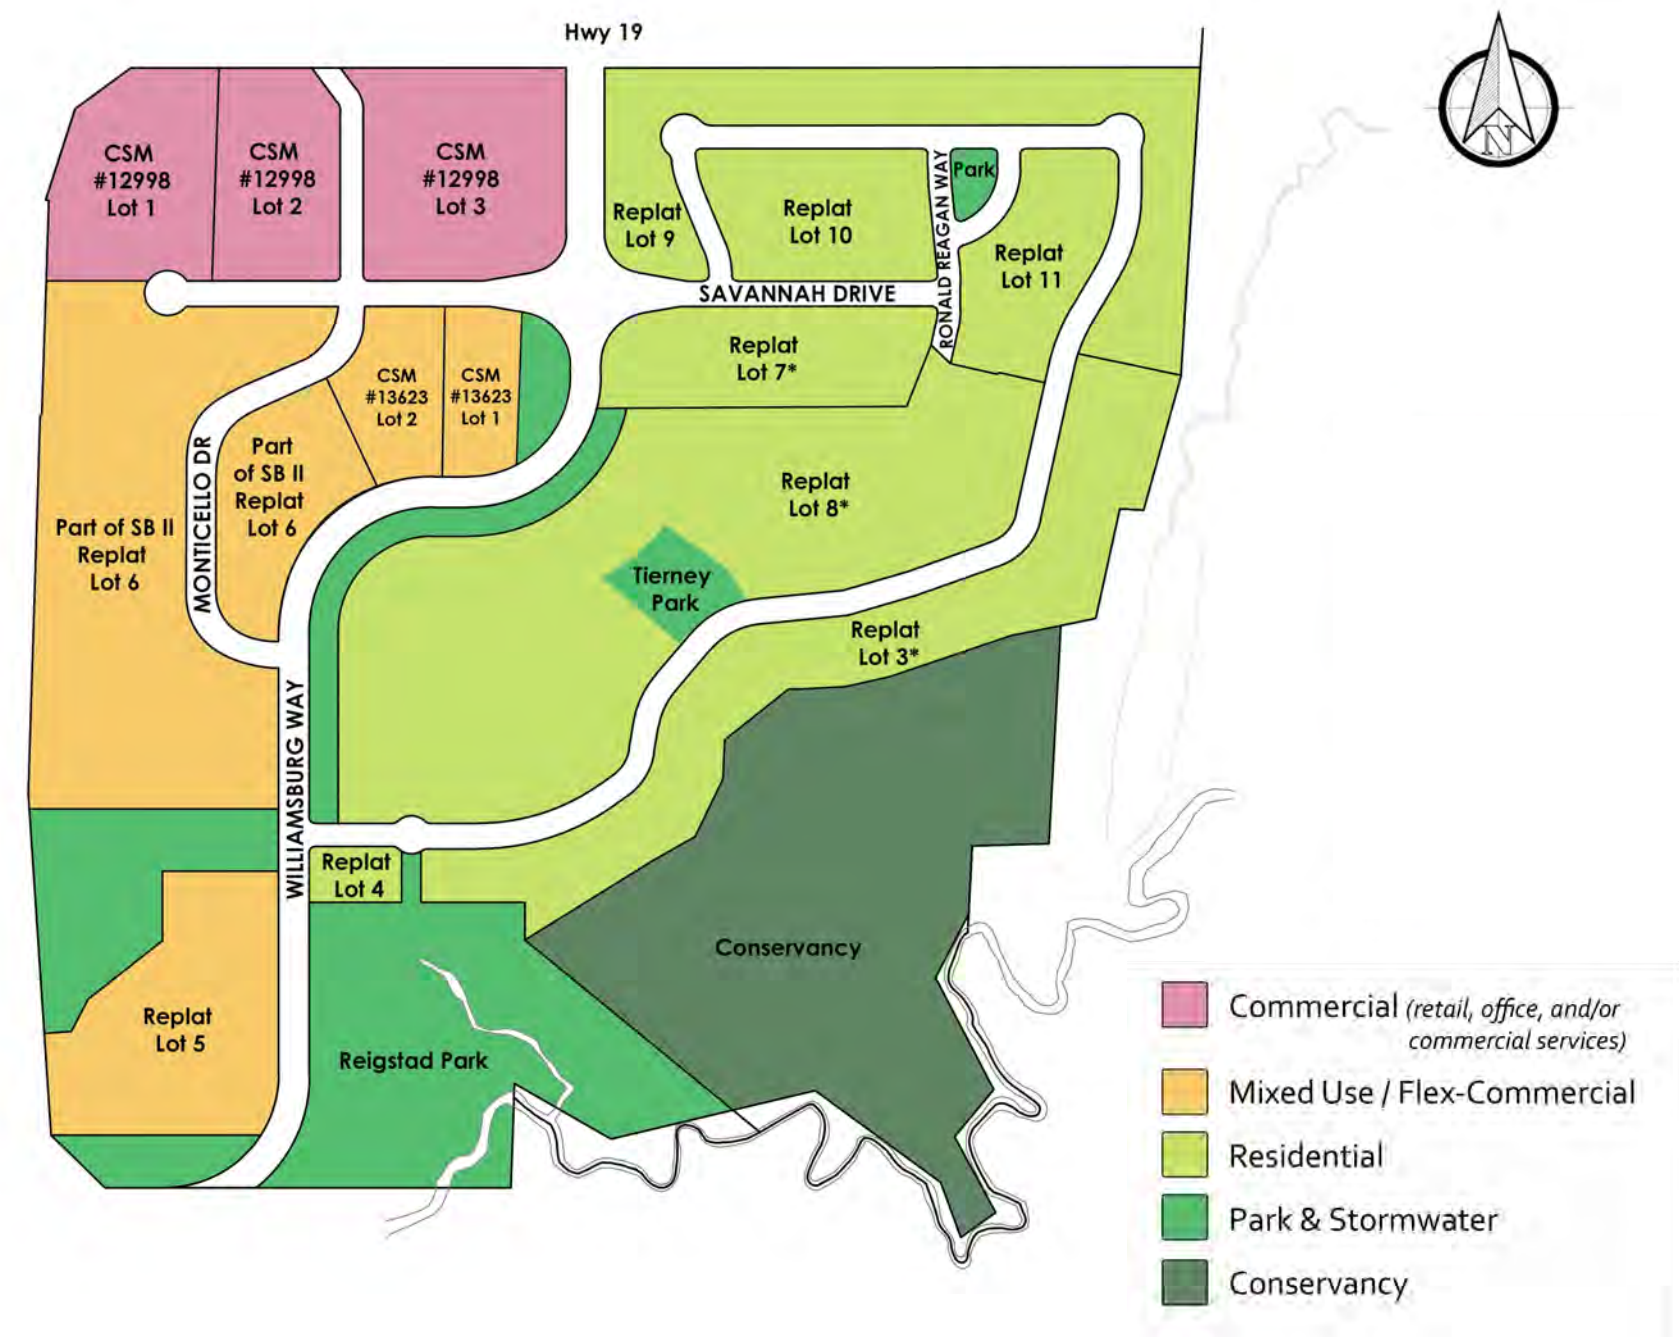 Hwy 19
N
CSM
#12998
Lot 1
CSM
#12998
Lot 2
CSM
#12998
Lot 3
Replat
Lot 9
Replat
Lot 10
RONALD REAGAN WAY
Park
Replat
Lot 11
SAVANNAH DRIVE
Replat
Lot 7*
CSM
#13623
Lot 2
CSM
#13623
Lot 1
MONTICELLO DR
Part
of SB II
Replat
Lot 6
Part of SB II
Replat
Lot 6
Replat
Lot 8*
Tierney
Park
Replat
Lot 3*
WILLIAMSBURG WAY
Replat
Lot 4
Conservancy
Replat
Lot 5
Reigstad Park
Commercial (retail, office, and/or
commercial services)
Mixed Use / Flex-Commercial
Residential
Park & Stormwater
Conservancy